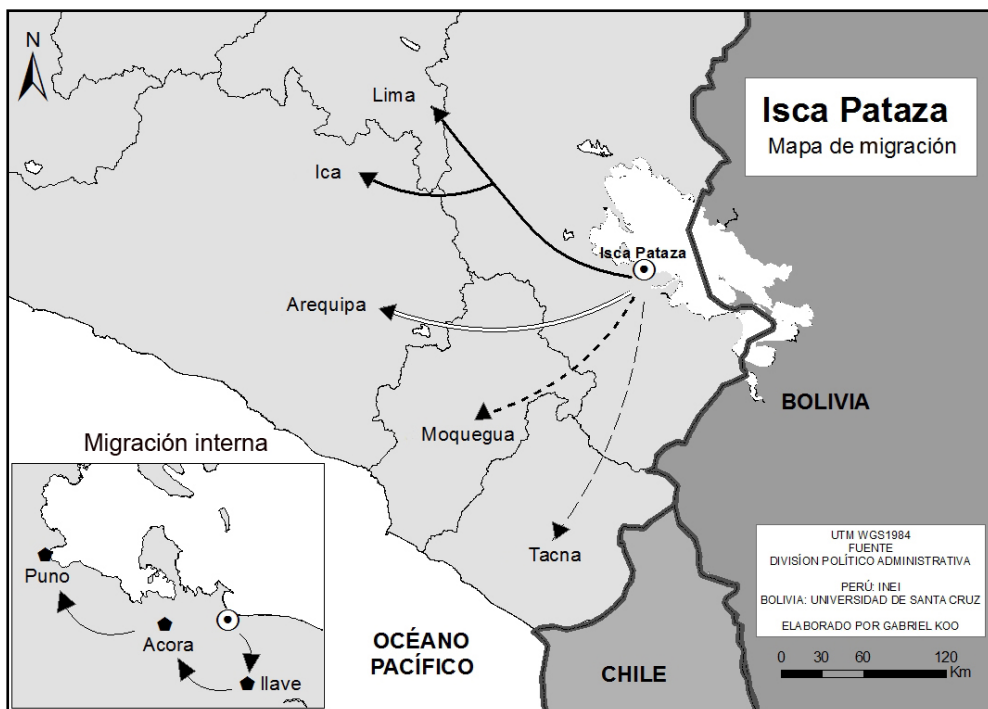 N
Lima
Ica
Isca Pataza
Mapa de migración
Isca Pataza
Arequipa
Moquegua
Tacna
BOLIVIA
Migración interna
Puno
Acora
Ilave
OCÉANO
PACÍFICO
CHILE
UTM WGS1984
FUENTE
DIVISÍON POLÍTICO ADMINISTRATIVA
PERÚ: INEI
BOLIVIA: UNIVERSIDAD DE SANTA CRUZ
ELABORADO POR GABRIEL KOO
0 30 60 120
Km